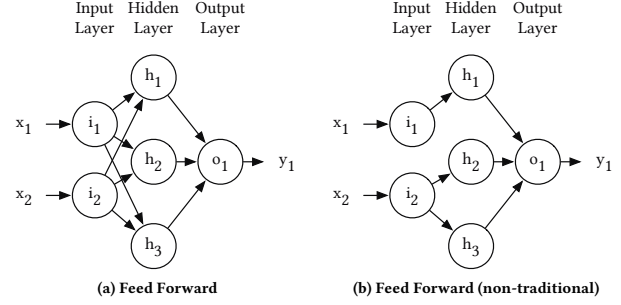 Input Hidden Output
Layer Layer Layer
h1
x1 i1
h2 o1 y1
x2 i2
h3
(a) Feed Forward
Input Hidden Output
Layer Layer Layer
h1
x1 i1
h2 o1 y1
x2 i2
h3
(b) Feed Forward (non-traditional)